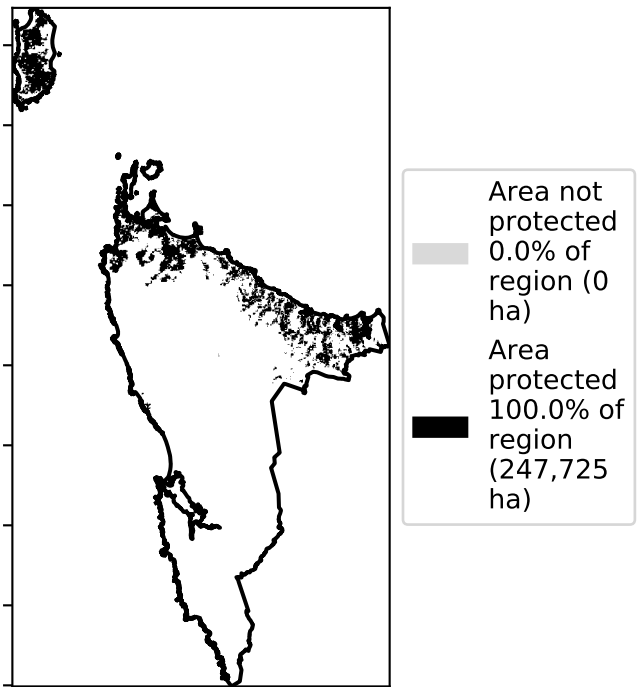 Area not
protected
0.0% of
region (0
ha)
Area
protected
100.0% of
region
(247,725
ha)